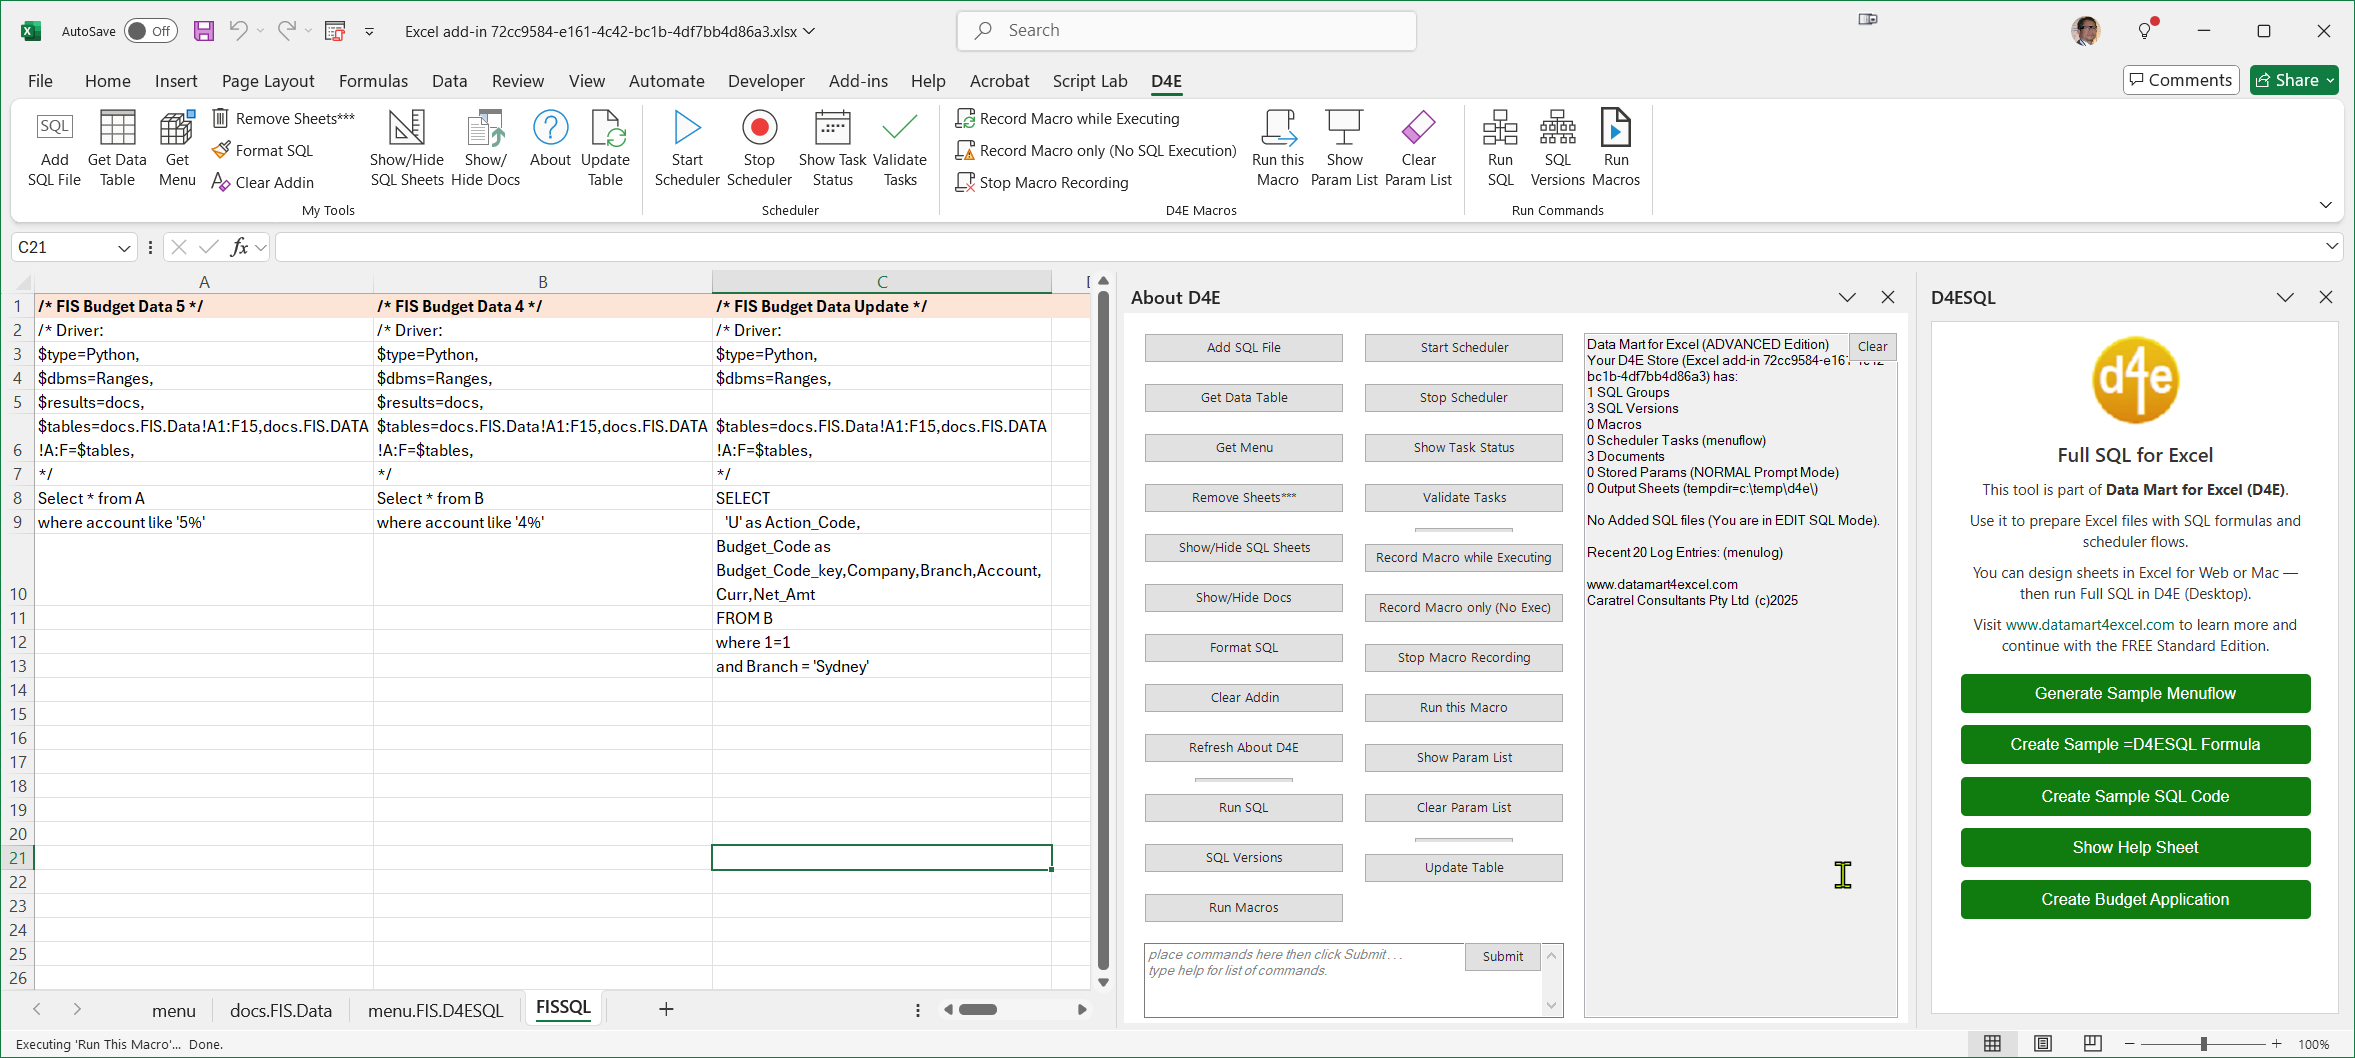 AutoSave Off Excel add-in 72cc9584-e161-4c42-bc1b-4df7bb4d86a3.xlsx Search
File Home Insert Page Layout Formulas Data Review View Automate Developer Add-ins Help Acrobat Script Lab D4E Comments Share
SQL
Add SQL File
Get Data Table
Get Menu
Remove Sheets***
Format SQL
Clear Addin
Show/Hide SQL Sheets
Show/ Hide Docs
About
Update Table
My Tools
Start Scheduler
Stop Scheduler
Show Task Status
Validate Tasks
Scheduler
Record Macro while Executing
Record Macro only (No SQL Execution)
Stop Macro Recording
Run this Macro
Show Param List
Clear Param List
D4E Macros
Run SQL
SQL Versions
Run Macros
Run Commands
C21 fx
A B C
1 /* FIS Budget Data 5 */ /* FIS Budget Data 4 */ /* FIS Budget Data Update */
2 /* Driver: /* Driver: /* Driver:
3 $type=Python, $type=Python, $type=Python,
4 $dbms=Ranges, $dbms=Ranges, $dbms=Ranges,
5 $results=docs, $results=docs,
$tables=docs.FIS.Data!A1:F15,docs.FIS.DATA $tables=docs.FIS.Data!A1:F15,docs.FIS.DATA $tables=docs.FIS.Data!A1:F15,docs.FIS.DATA
6 !A:F=$tables, !A:F=$tables, !A:F=$tables,
7 */ */ */
8 Select * from A Select * from B SELECT
9 where account like '5%' where account like '4%' 'U' as Action_Code,
Budget_Code as
Budget_Code_key,Company,Branch,Account,
10 Curr,Net_Amt
11 FROM B
12 where 1=1
13 and Branch = 'Sydney'
14
15
16
17
18
19
20
21
22
23
24
25
26
menu docs.FIS.Data menu.FIS.D4ESQL FISSQL
Executing 'Run This Macro'... Done.
100%
About D4E
Add SQL File
Get Data Table
Get Menu
Remove Sheets***
Show/Hide SQL Sheets
Show/Hide Docs
Format SQL
Clear Addin
Refresh About D4E
Run SQL
SQL Versions
Run Macros
Start Scheduler
Stop Scheduler
Show Task Status
Validate Tasks
Record Macro while Executing
Record Macro only (No Exec)
Stop Macro Recording
Run this Macro
Show Param List
Clear Param List
Update Table
place commands here then click Submit . . .
type help for list of commands.
Submit
Clear
Data Mart for Excel (ADVANCED Edition)
Your D4E Store (Excel add-in 72cc9584-e161-4c42-
bc1b-4df7bb4d86a3) has:
1 SQL Groups
3 SQL Versions
0 Macros
0 Scheduler Tasks (menuflow)
3 Documents
0 Stored Params (NORMAL Prompt Mode)
0 Output Sheets (tempdir=c:\temp\d4e\)
No Added SQL files (You are in EDIT SQL Mode).
Recent 20 Log Entries: (menulog)
www.datamart4excel.com
Caratrel Consultants Pty Ltd (c)2025
D4ESQL
d4e
Full SQL for Excel
This tool is part of Data Mart for Excel (D4E).
Use it to prepare Excel files with SQL formulas and
scheduler flows.
You can design sheets in Excel for Web or Mac —
then run Full SQL in D4E (Desktop).
Visit www.datamart4excel.com to learn more and
continue with the FREE Standard Edition.
Generate Sample Menuflow
Create Sample =D4ESQL Formula
Create Sample SQL Code
Show Help Sheet
Create Budget Application